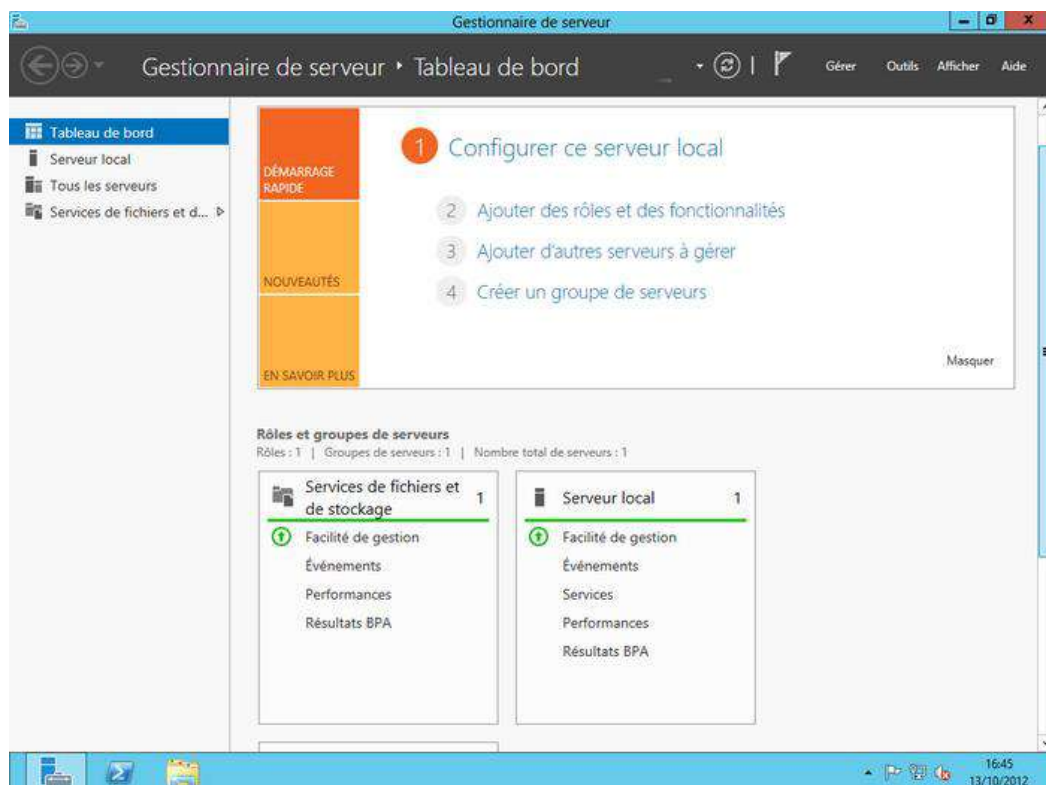 Gestionnaire de serveur
Gestionnaire de serveur • Tableau de bord
Gérer Outils Afficher Aide
Tableau de bord
Serveur local
Tous les serveurs
Services de fichiers et d...
DÉMARRAGE
RAPIDE
NOUVEAUTÉS
EN SAVOIR PLUS
1 Configurer ce serveur local
2 Ajouter des rôles et des fonctionnalités
3 Ajouter d'autres serveurs à gérer
4 Créer un groupe de serveurs
Masquer
Rôles et groupes de serveurs
Rôles : 1 | Groupes de serveurs : 1 | Nombre total de serveurs : 1
Services de fichiers et
de stockage
1
Facilité de gestion
Événements
Performances
Résultats BPA
Serveur local 1
Facilité de gestion
Événements
Services
Performances
Résultats BPA
16:45
13/10/2012